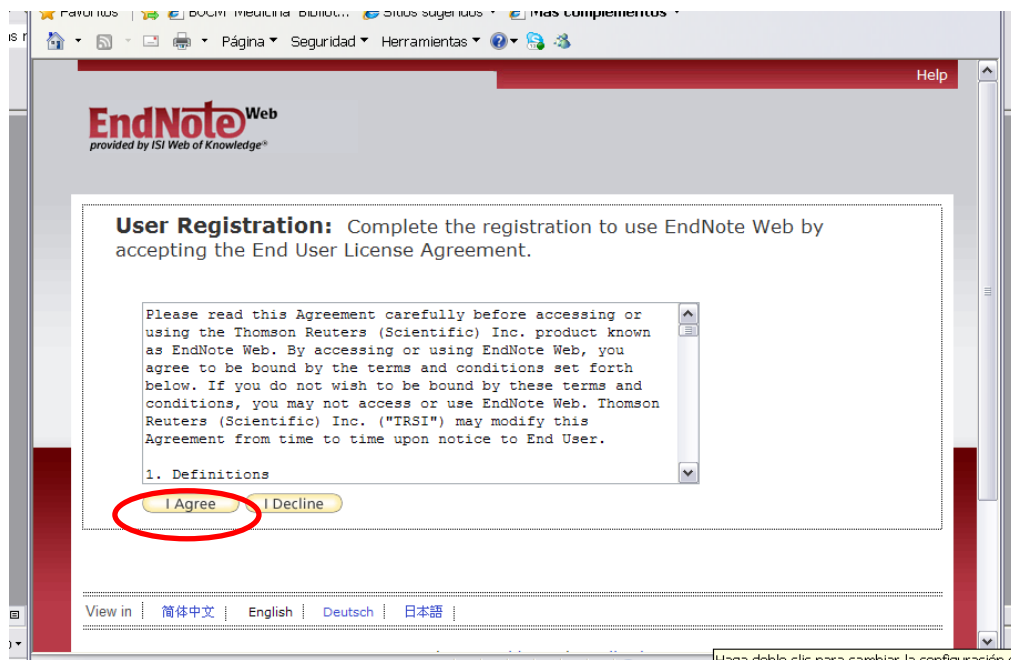 Favoritos BUCM Medicina Bibliot... Sitios sugeridos Más complementos
Página Seguridad Herramientas
Help
EndNote Web
provided by ISI Web of Knowledge®
User Registration: Complete the registration to use EndNote Web by
accepting the End User License Agreement.
Please read this Agreement carefully before accessing or
using the Thomson Reuters (Scientific) Inc. product known
as EndNote Web. By accessing or using EndNote Web, you
agree to be bound by the terms and conditions set forth
below. If you do not wish to be bound by these terms and
conditions, you may not access or use EndNote Web. Thomson
Reuters (Scientific) Inc. ("TRSI") may modify this
Agreement from time to time upon notice to End User.
1. Definitions
I Agree I Decline
View in | 简体中文 | English | Deutsch | 日本語 |
Haga doble clic para cambiar la configuración